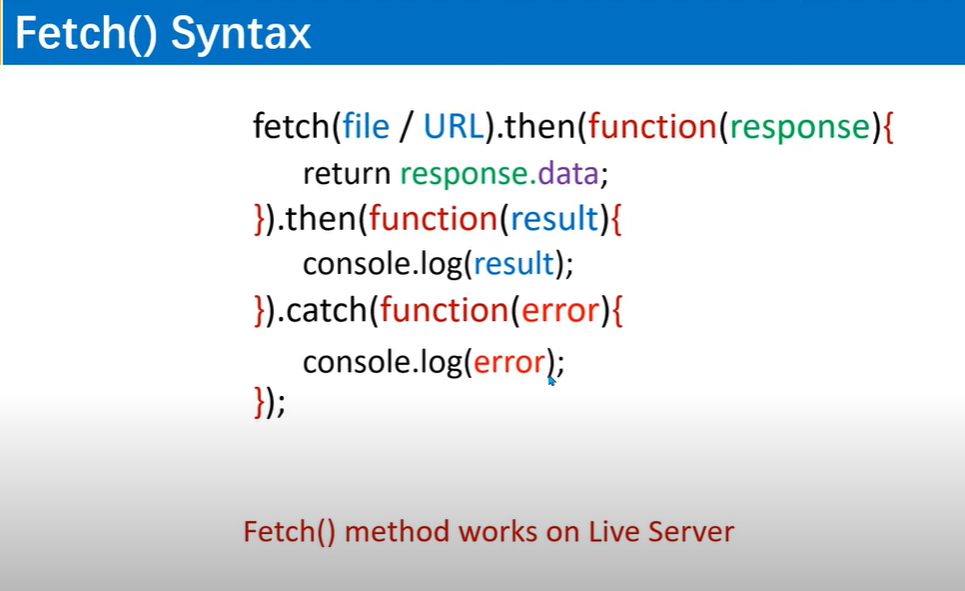 Fetch() Syntax
fetch(file / URL).then(function(response){
return response.data;
}).then(function(result){
console.log(result);
}).catch(function(error){
console.log(error);
});
Fetch() method works on Live Server